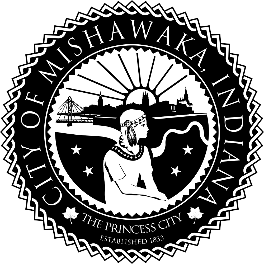 CITY OF MISHAWAKA, INDIANA
THE PRINCESS CITY
ESTABLISHED 1833